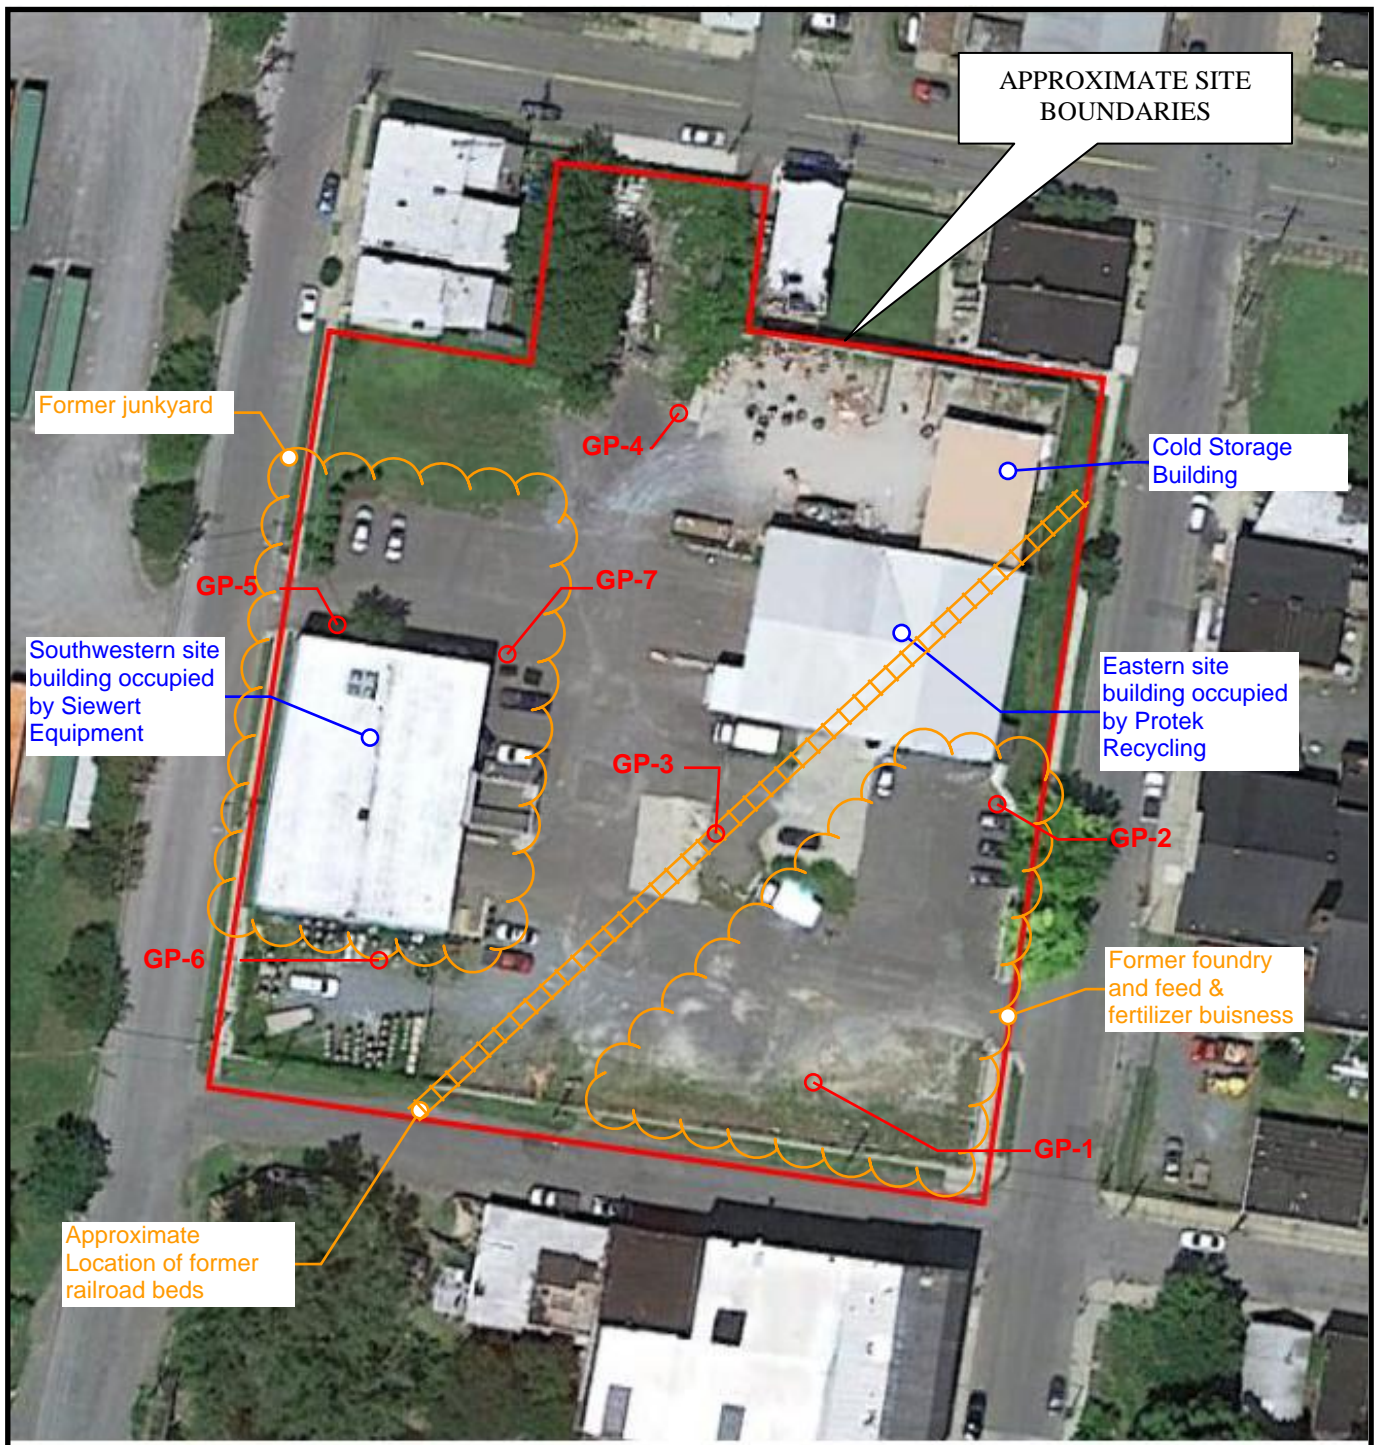 APPROXIMATE SITE
BOUNDARIES
Former junkyard
GP-4
Cold Storage
Building
GP-5
GP-7
Southwestern site
building occupied
by Siewert
Equipment
Eastern site
building occupied
by Protek
Recycling
GP-3
GP-2
GP-6
Former foundry
and feed &
fertilizer buisness
GP-1
Approximate
Location of former
railroad beds